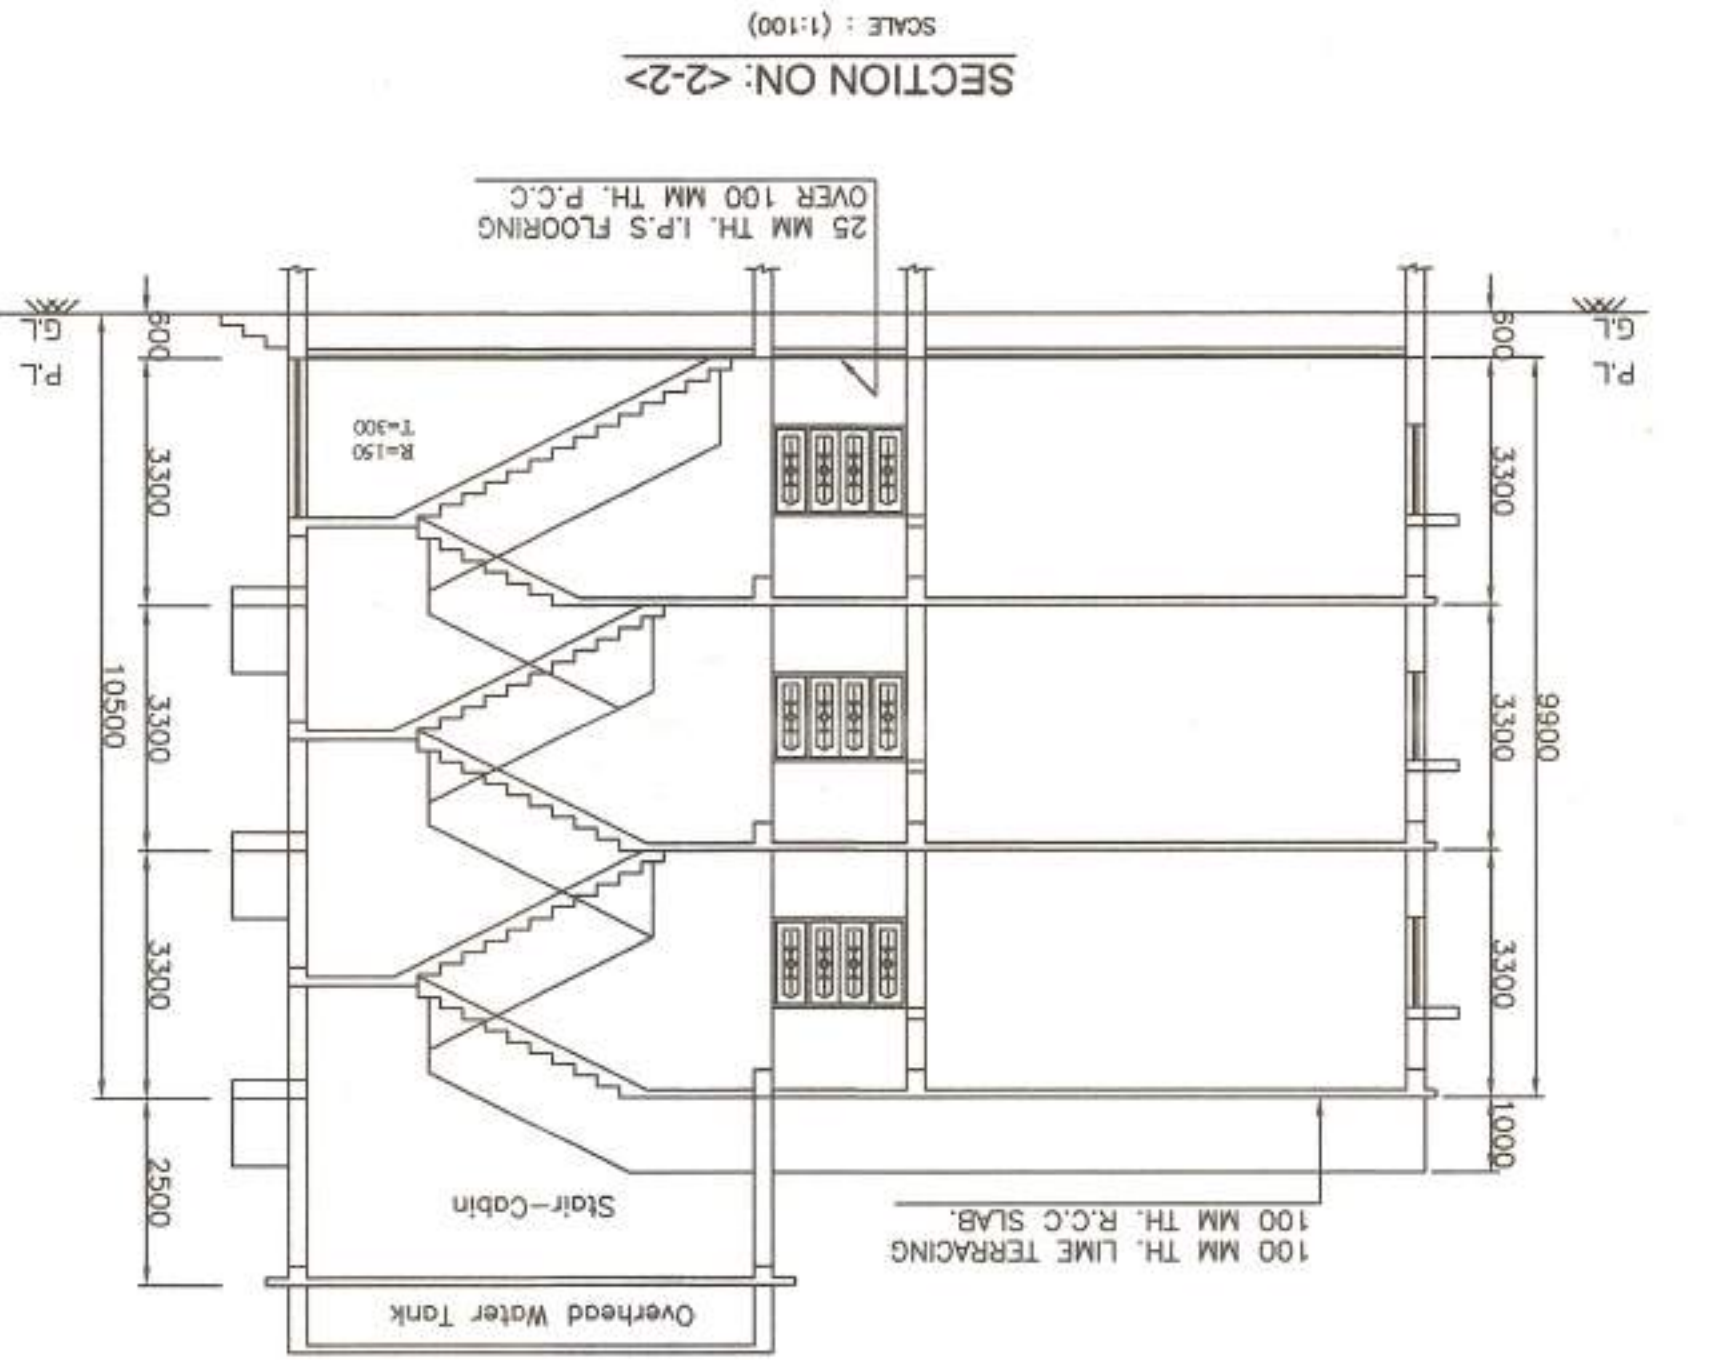 Overhead Water Tank
100 MM TH. LIME TERRACING
100 MM TH. R.C.C SLAB.
Stair-Cabin
2500
1000
3300
3300
9900
3300
3300
10500
3300
3300
R=150
T=300
P.L
P.L
G.L
G.L
600
600
25 MM TH. I.P.S FLOORING
OVER 100 MM TH. P.C.C
SECTION ON: <2-2>
SCALE : (1:100)